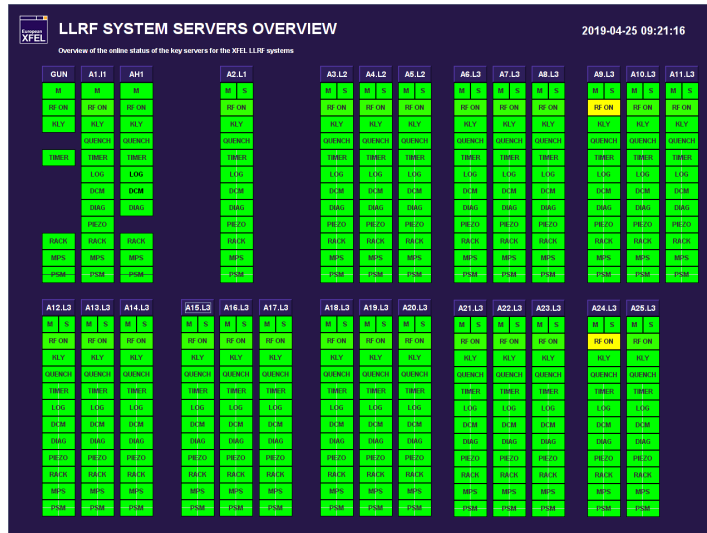 European
XFEL
LLRF SYSTEM SERVERS OVERVIEW
2019-04-25 09:21:16
Overview of the online status of the key servers for the XFEL LLRF systems
GUN A1.I1 AH1 A2.L1 A3.L2 A4.L2 A5.L2 A6.L3 A7.L3 A8.L3 A9.L3 A10.L3 A11.L3
M M M M S M S M S M S M S M S M S M S M S M S
RF ON RF ON RF ON RF ON RF ON RF ON RF ON RF ON RF ON RF ON RF ON RF ON RF ON
KLY KLY KLY KLY KLY KLY KLY KLY KLY KLY KLY KLY KLY
QUENCH QUENCH QUENCH QUENCH QUENCH QUENCH QUENCH QUENCH QUENCH QUENCH QUENCH QUENCH
TIMER TIMER TIMER TIMER TIMER TIMER TIMER TIMER TIMER TIMER TIMER TIMER TIMER
LOG LOG LOG LOG LOG LOG LOG LOG LOG LOG LOG LOG
DCM DCM DCM DCM DCM DCM DCM DCM DCM DCM DCM DCM
DIAG DIAG DIAG DIAG DIAG DIAG DIAG DIAG DIAG DIAG DIAG DIAG
PIEZO PIEZO PIEZO PIEZO PIEZO PIEZO PIEZO PIEZO PIEZO PIEZO PIEZO
RACK RACK RACK RACK RACK RACK RACK RACK RACK RACK RACK RACK RACK
MPS MPS MPS MPS MPS MPS MPS MPS MPS MPS MPS MPS MPS
PSM PSM PSM PSM PSM PSM PSM PSM PSM PSM PSM PSM PSM
A12.L3 A13.L3 A14.L3 A15.L3 A16.L3 A17.L3 A18.L3 A19.L3 A20.L3 A21.L3 A22.L3 A23.L3 A24.L3 A25.L3
M S M S M S M S M S M S M S M S M S M S M S M S M S M S
RF ON RF ON RF ON RF ON RF ON RF ON RF ON RF ON RF ON RF ON RF ON RF ON RF ON RF ON
KLY KLY KLY KLY KLY KLY KLY KLY KLY KLY KLY KLY KLY KLY
QUENCH QUENCH QUENCH QUENCH QUENCH QUENCH QUENCH QUENCH QUENCH QUENCH QUENCH QUENCH QUENCH QUENCH
TIMER TIMER TIMER TIMER TIMER TIMER TIMER TIMER TIMER TIMER TIMER TIMER TIMER TIMER
LOG LOG LOG LOG LOG LOG LOG LOG LOG LOG LOG LOG LOG LOG
DCM DCM DCM DCM DCM DCM DCM DCM DCM DCM DCM DCM DCM DCM
DIAG DIAG DIAG DIAG DIAG DIAG DIAG DIAG DIAG DIAG DIAG DIAG DIAG DIAG
PIEZO PIEZO PIEZO PIEZO PIEZO PIEZO PIEZO PIEZO PIEZO PIEZO PIEZO PIEZO PIEZO PIEZO
RACK RACK RACK RACK RACK RACK RACK RACK RACK RACK RACK RACK RACK RACK
MPS MPS MPS MPS MPS MPS MPS MPS MPS MPS MPS MPS MPS MPS
PSM PSM PSM PSM PSM PSM PSM PSM PSM PSM PSM PSM PSM PSM